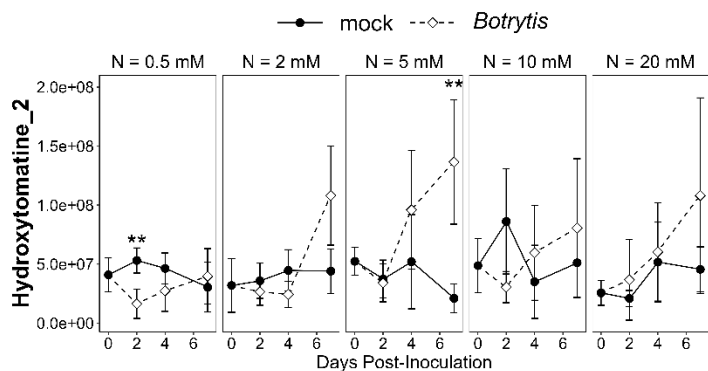 mock Botrytis
N = 0.5 mM N = 2 mM N = 5 mM N = 10 mM N = 20 mM
Hydroxytomatine_2
2.0e+08
1.5e+08
1.0e+08
5.0e+07
0.0e+00
** **
0 2 4 6 0 2 4 6 0 2 4 6 0 2 4 6 0 2 4 6
Days Post-Inoculation